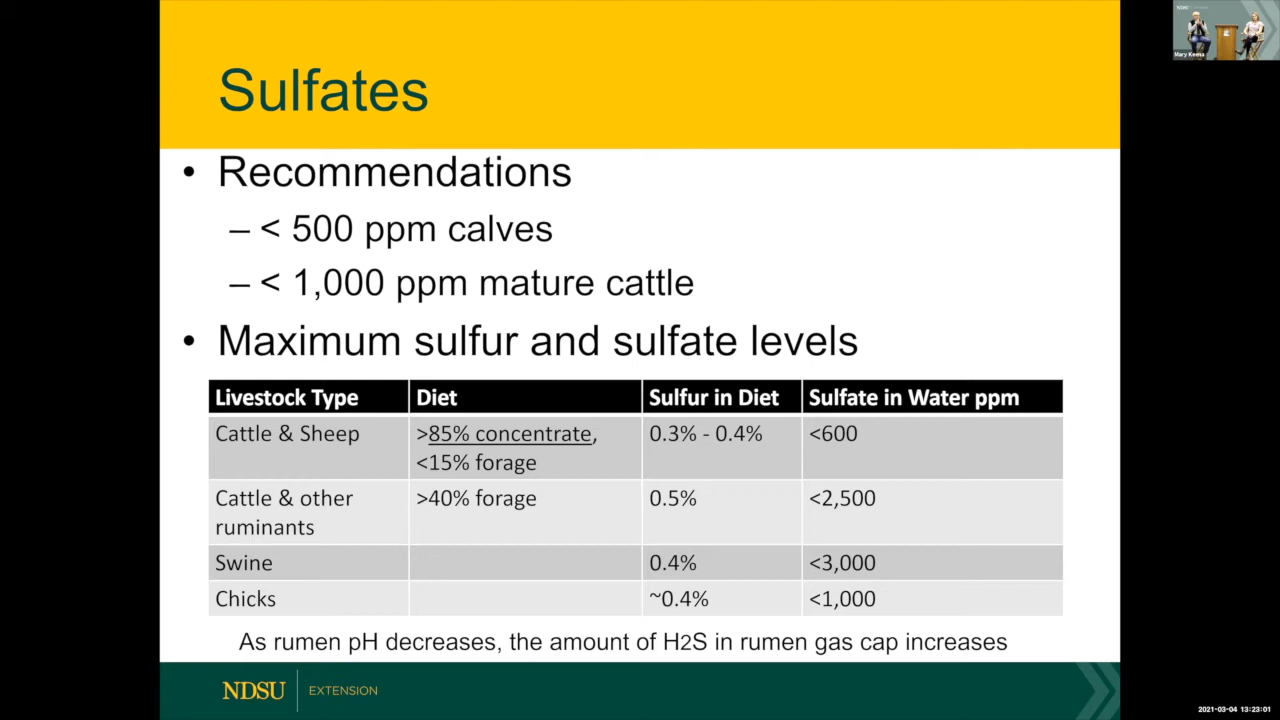 Sulfates
• Recommendations
– < 500 ppm calves
– < 1,000 ppm mature cattle
• Maximum sulfur and sulfate levels
Livestock Type Diet Sulfur in Diet Sulfate in Water ppm
Cattle & Sheep >85% concentrate, <15% forage 0.3% - 0.4% <600
Cattle & other ruminants >40% forage 0.5% <2,500
Swine 0.4% <3,000
Chicks ~0.4% <1,000
As rumen pH decreases, the amount of H2S in rumen gas cap increases
NDSU EXTENSION
NDSU
Mary Keena
2021-03-04 13:23:01